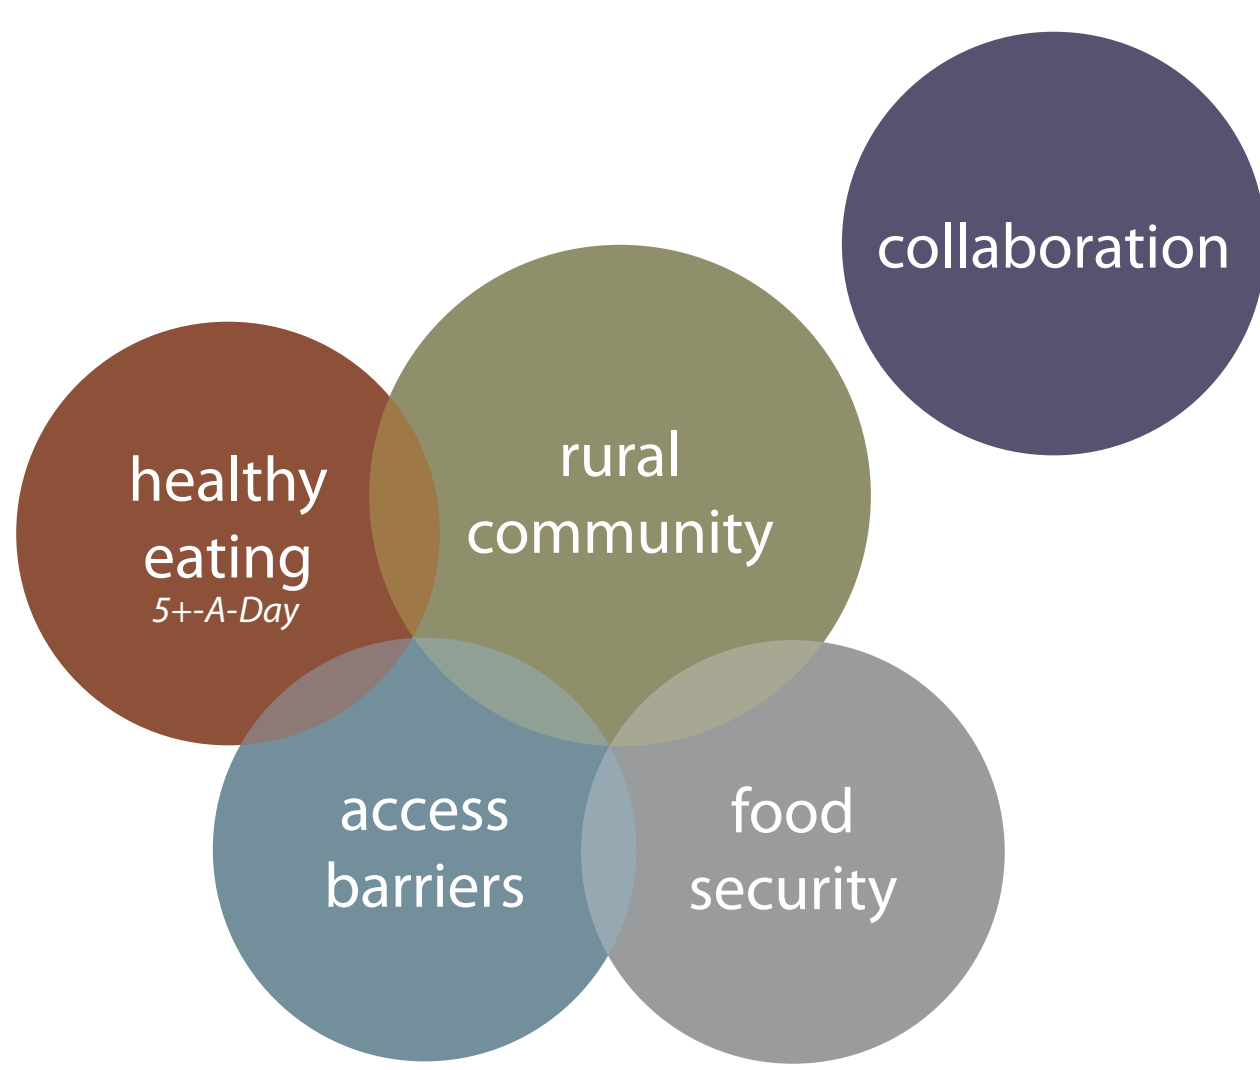 collaboration
rural
community
healthy
eating
5+-A-Day
access
barriers
food
security